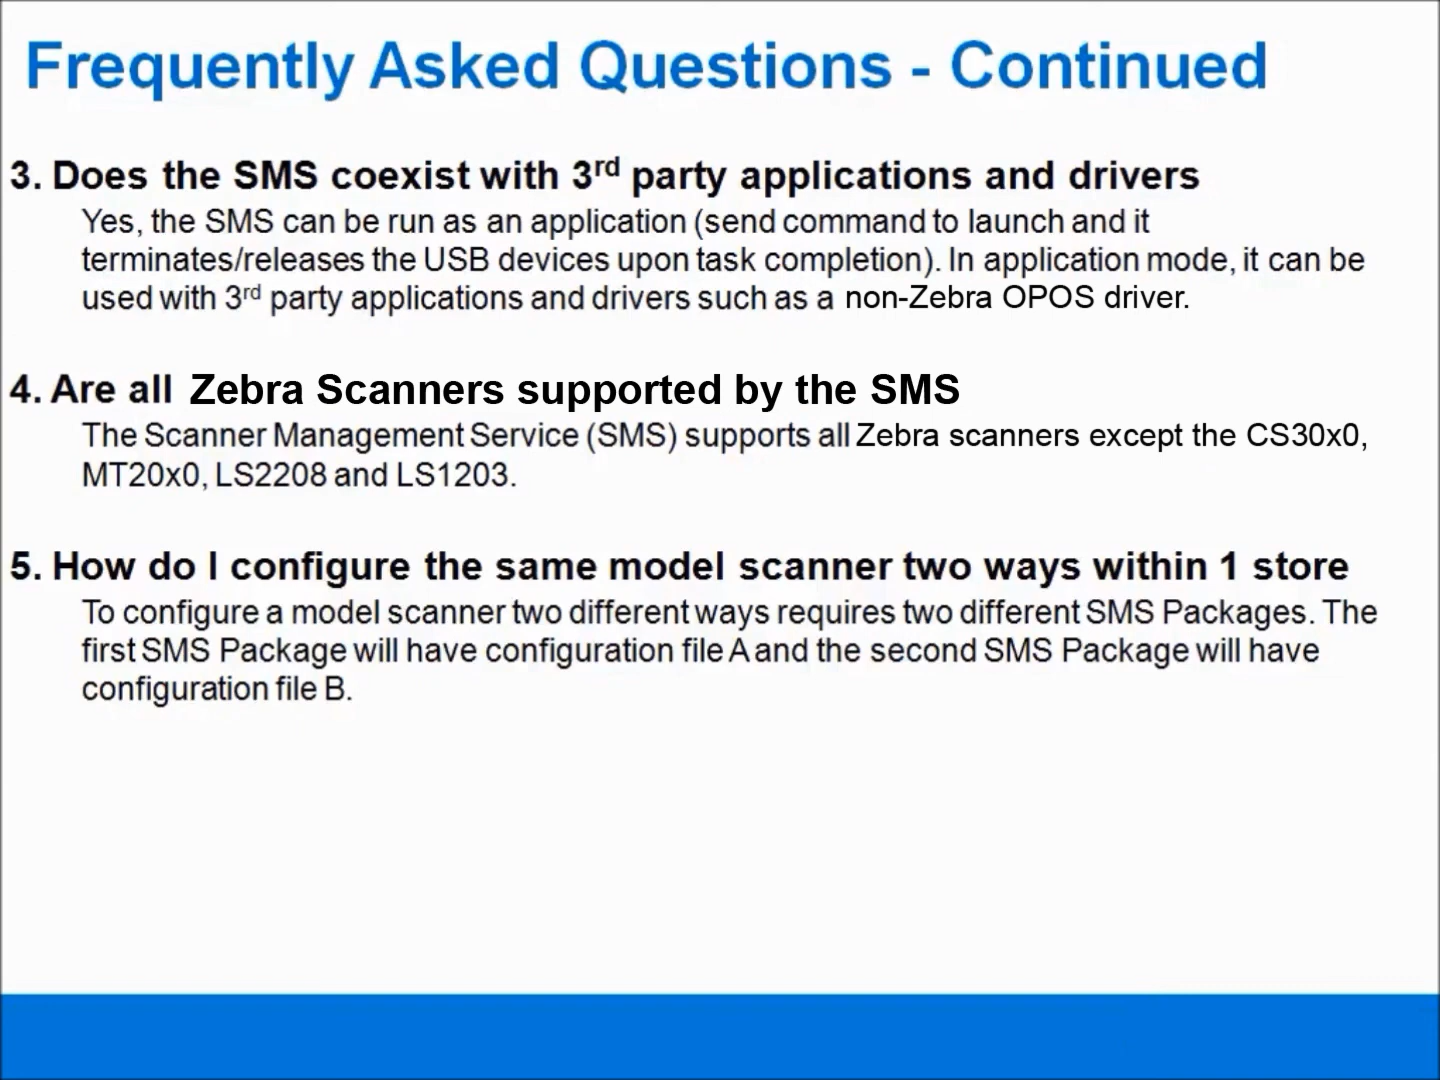 Frequently Asked Questions - Continued
3. Does the SMS coexist with 3rd party applications and drivers
Yes, the SMS can be run as an application (send command to launch and it
terminates/releases the USB devices upon task completion). In application mode, it can be
used with 3rd party applications and drivers such as a non-Zebra OPOS driver.
4. Are all Zebra Scanners supported by the SMS
The Scanner Management Service (SMS) supports all Zebra scanners except the CS30x0,
MT20x0, LS2208 and LS1203.
5. How do I configure the same model scanner two ways within 1 store
To configure a model scanner two different ways requires two different SMS Packages. The
first SMS Package will have configuration file A and the second SMS Package will have
configuration file B.